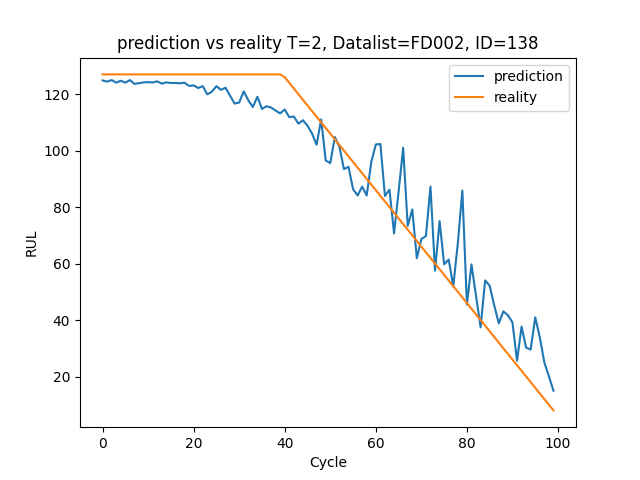 prediction vs reality T=2, Datalist=FD002, ID=138
prediction
reality
120
100
80
60
40
20
RUL
0 20 40 60 80 100
Cycle